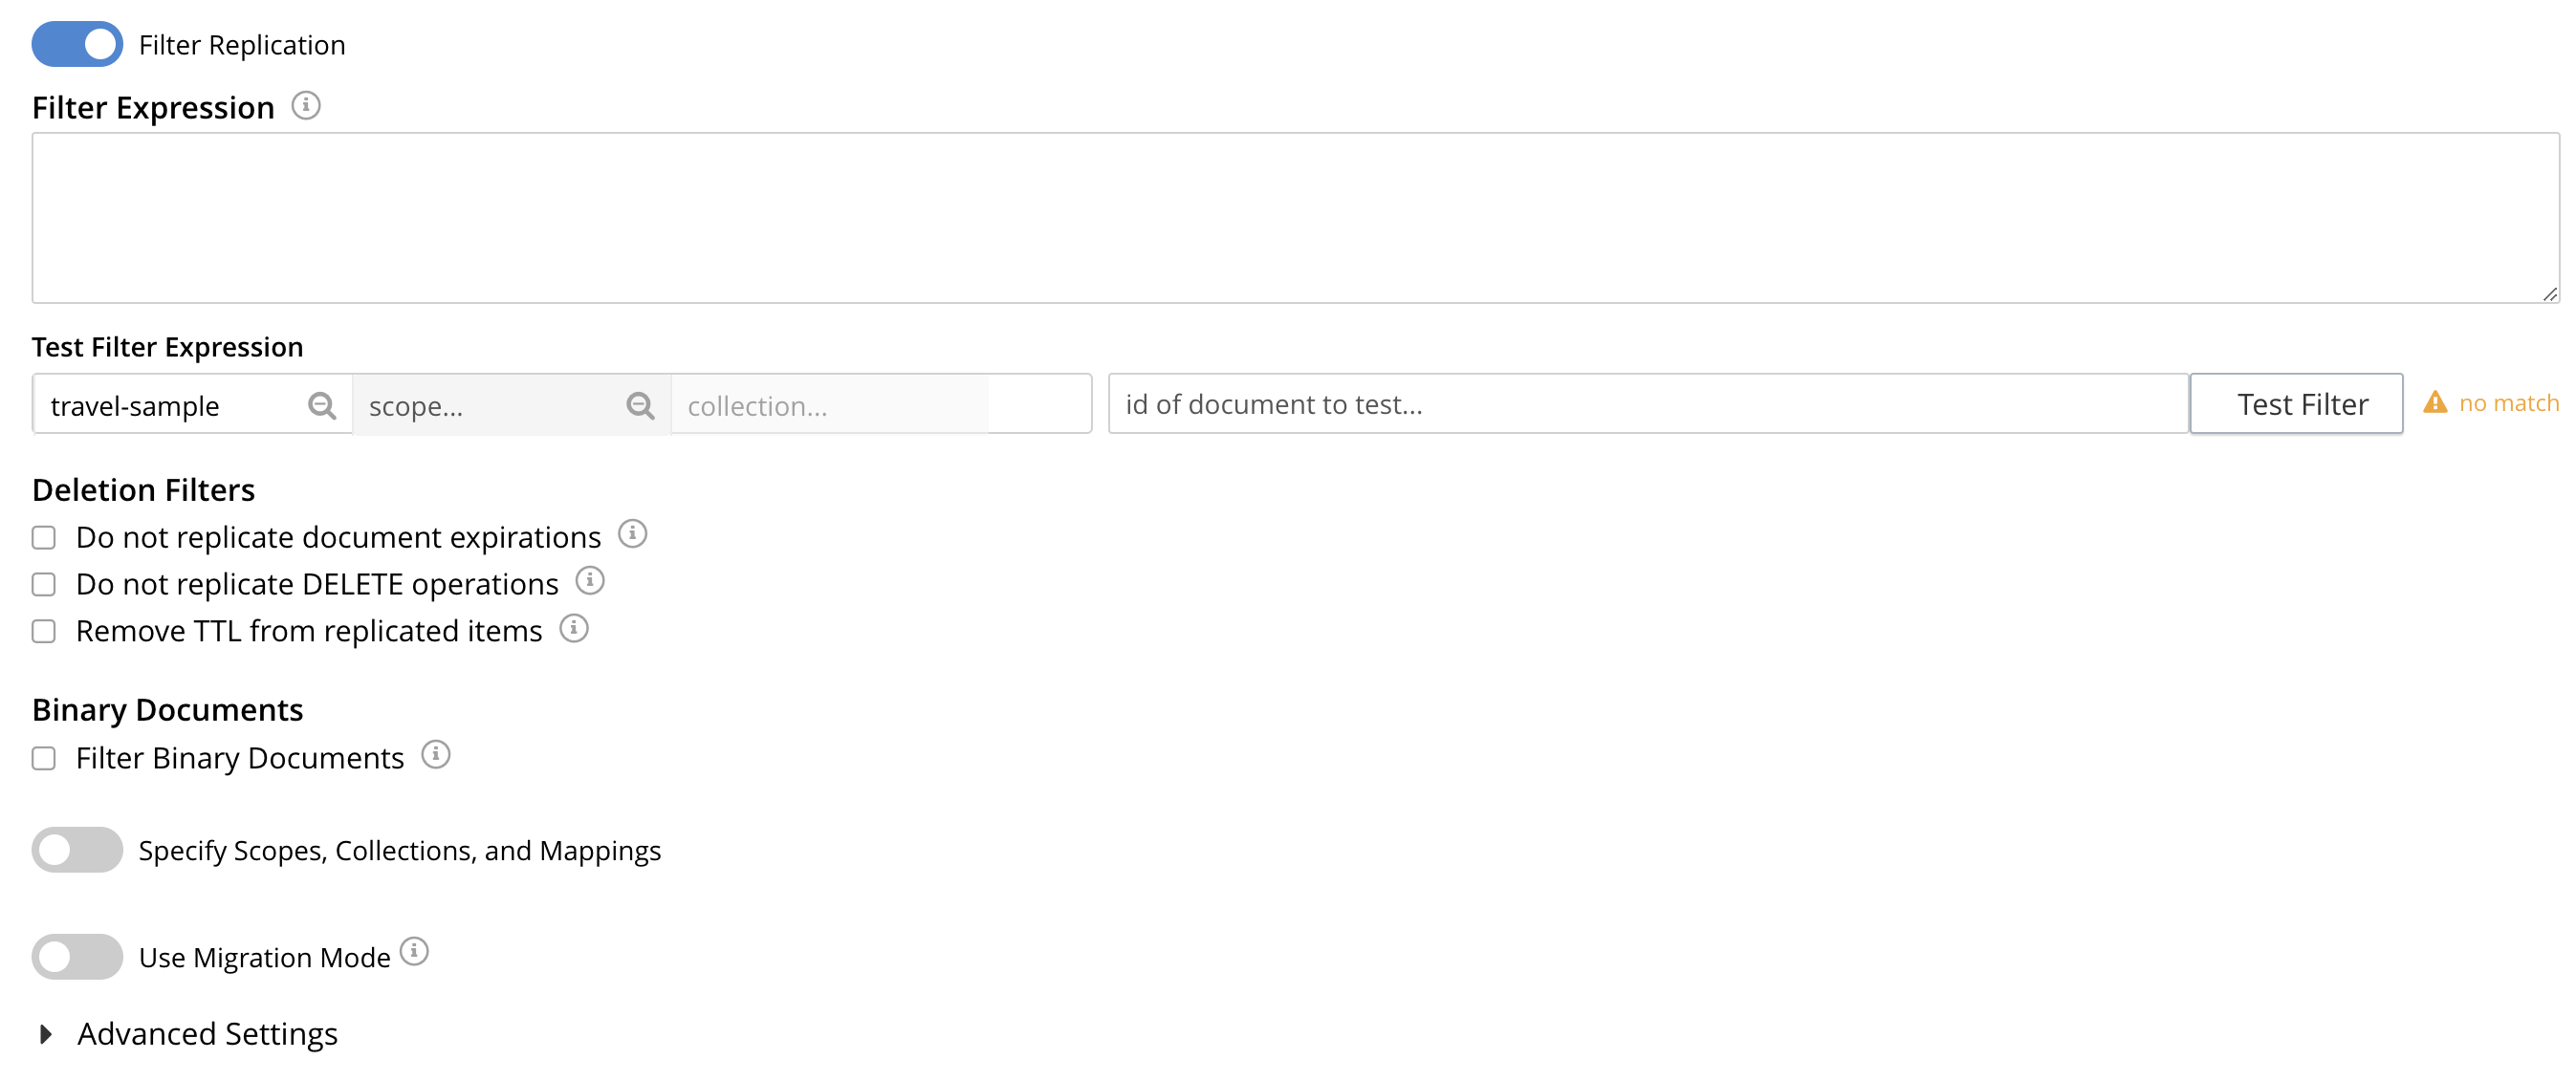 Filter Replication
Filter Expression
Test Filter Expression
travel-sample scope... collection... id of document to test... Test Filter no match
Deletion Filters
Do not replicate document expirations
Do not replicate DELETE operations
Remove TTL from replicated items
Binary Documents
Filter Binary Documents
Specify Scopes, Collections, and Mappings
Use Migration Mode
Advanced Settings